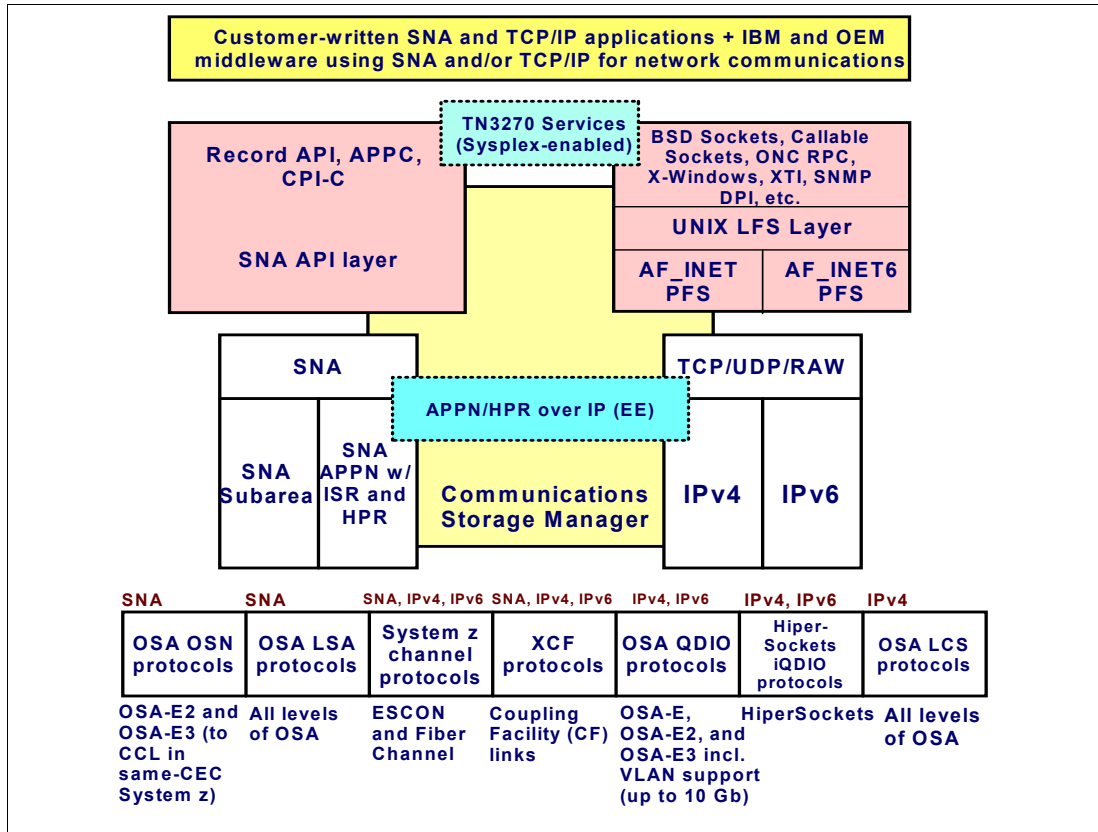 Customer-written SNA and TCP/IP applications + IBM and OEM
middleware using SNA and/or TCP/IP for network communications
TN3270 Services
(Sysplex-enabled)
Record API, APPC,
CPI-C
SNA API layer
BSD Sockets, Callable
Sockets, ONC RPC,
X-Windows, XTI, SNMP
DPI, etc.
UNIX LFS Layer
AF_INET
PFS
AF_INET6
PFS
SNA
TCP/UDP/RAW
APPN/HPR over IP (EE)
SNA
Subarea
SNA
APPN w/
ISR and
HPR
Communications
Storage Manager
IPv4
IPv6
SNA
SNA
SNA, IPv4, IPv6
SNA, IPv4, IPv6
IPv4, IPv6
IPv4, IPv6
IPv4
OSA OSN
protocols
OSA LSA
protocols
System z
channel
protocols
XCF
protocols
OSA QDIO
protocols
Hiper-
Sockets
iQDIO
protocols
OSA LCS
protocols
OSA-E2 and
OSA-E3 (to
CCL in
same-CEC
System z)
All levels
of OSA
ESCON
and Fiber
Channel
Coupling
Facility (CF)
links
OSA-E,
OSA-E2, and
OSA-E3 incl.
VLAN support
(up to 10 Gb)
HiperSockets
All levels
of OSA